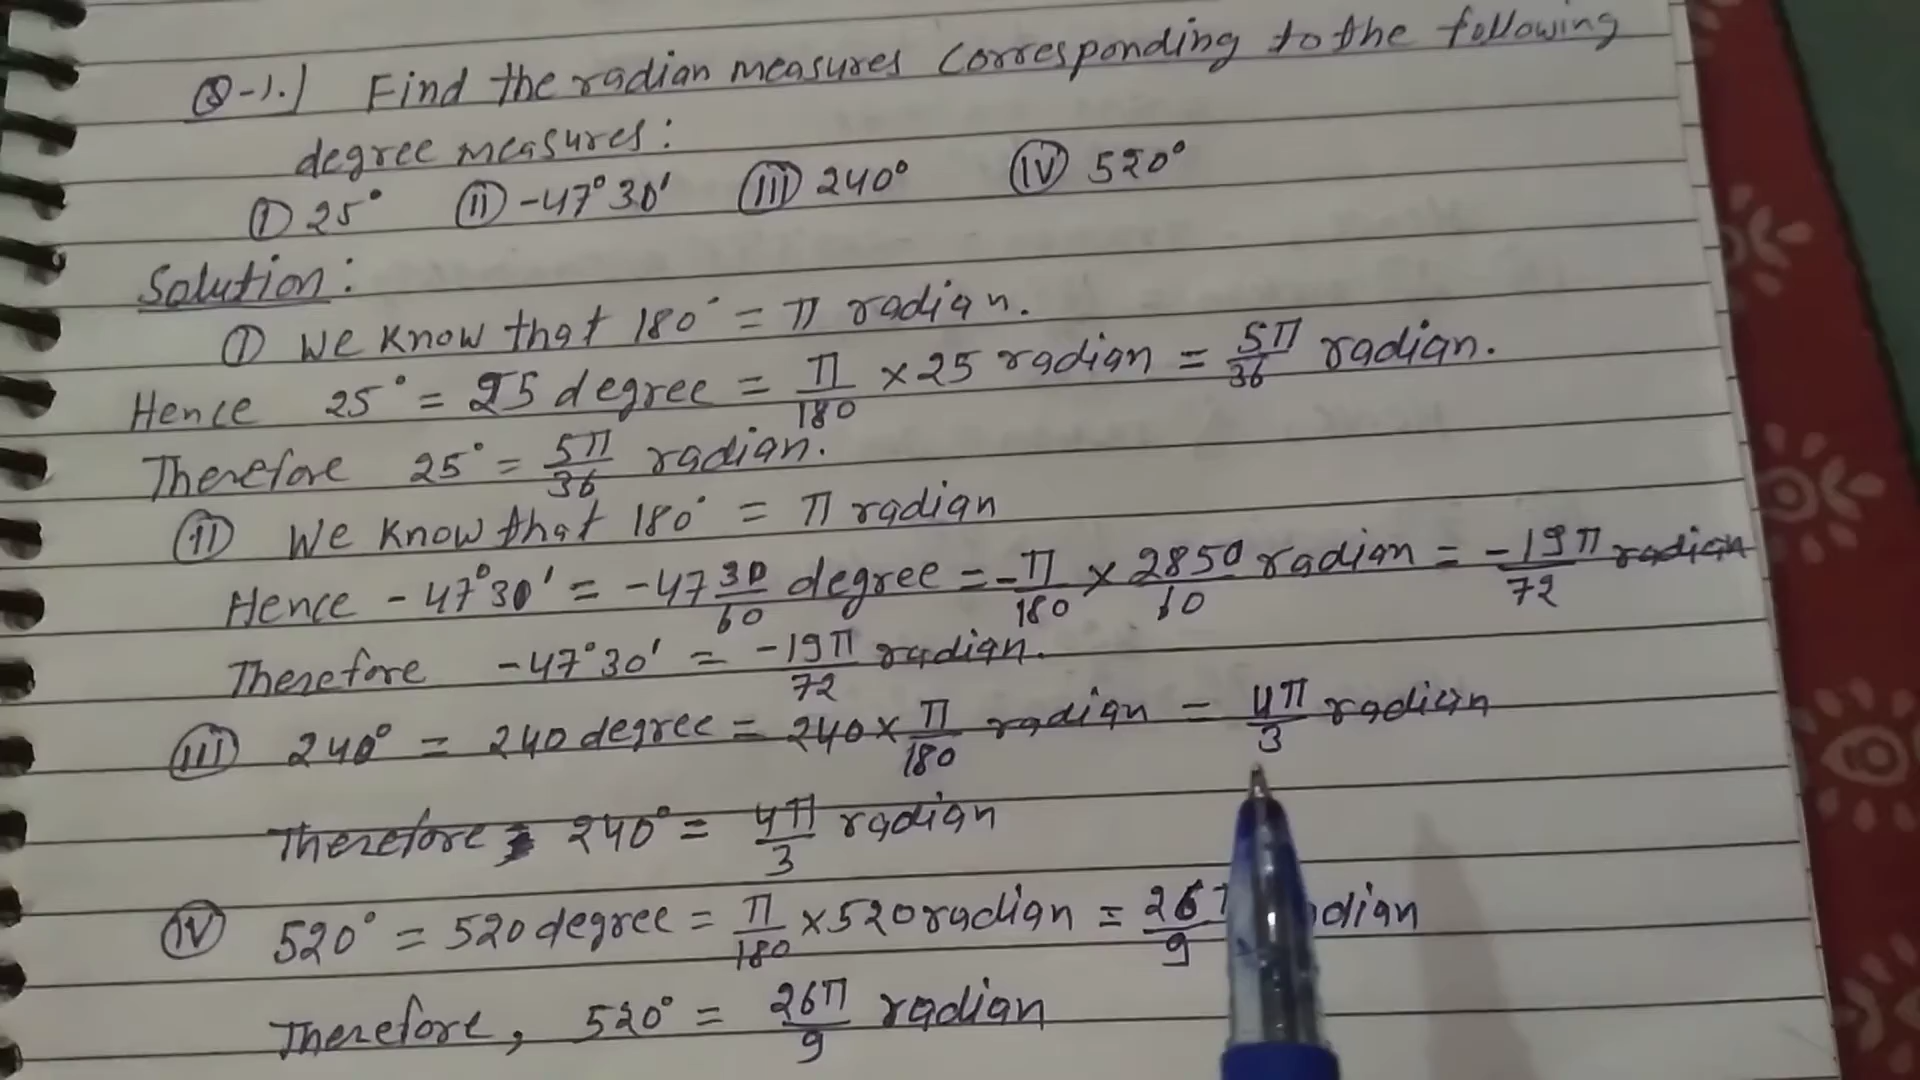 Q-1.| Find the radian measures corresponding to the following
degree measures:
Ⓘ 25° Ⓘⓘ -47°30' (III) 240° (IV) 520°
Solution:
(I) We know that 180° = π radian.
Hence 25° = 25 degree = π/180 × 25 radian = 5π/36 radian.
Therefore 25° = 5π/36 radian.
(II) We know that 180° = π radian
Hence -47°30' = -47 30/60 degree = -π/180 × 2850/60 radian = -19π/72 radian
Therefore -47°30' = -19π/72 radian.
(III) 240° = 240 degree = 240 × π/180 radian = 4π/3 radian
Therefore, 240° = 4π/3 radian
(IV) 520° = 520 degree = π/180 × 520 radian = 26π/9 radian
Therefore, 520° = 26π/9 radian